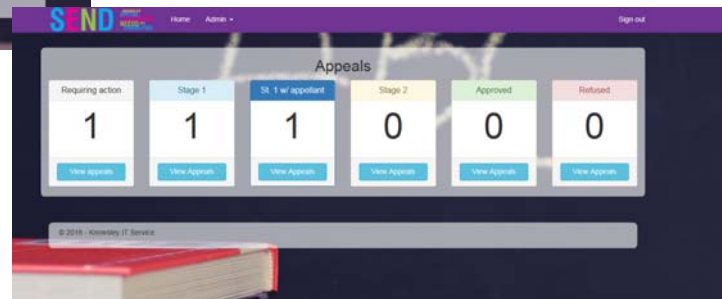 SEND
NEEDS
Home Admin
Sign out
Appeals
Requiring action Stage 1 St. 1 w/ appellant Stage 2 Approved Refused
1 1 1 0 0 0
View appeals View Appeals View Appeals View Appeals View Appeals View Appeals
© 2018 - Knowsley IT Service